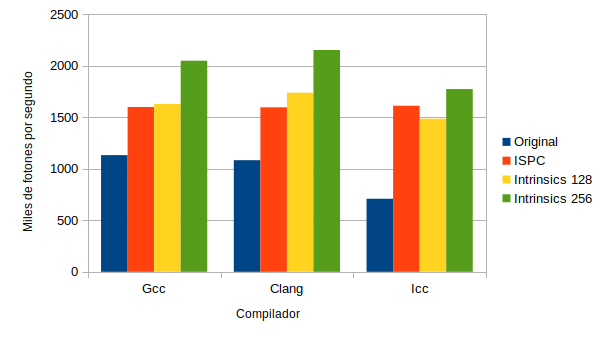 2500
2000
1500
1000
500
0
Miles de fotones por segundo
Gcc Clang Icc
Compilador
Original
ISPC
Intrinsics 128
Intrinsics 256